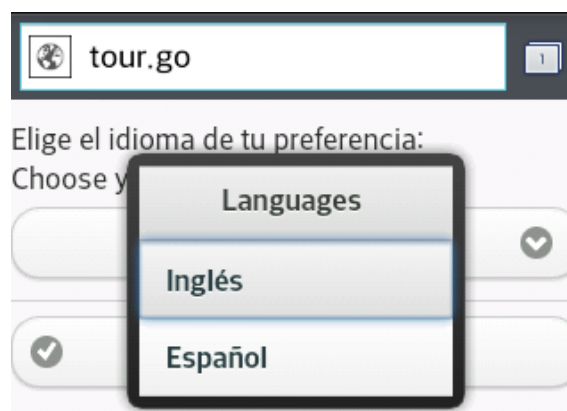 tour.go
1
Elige el idioma de tu preferencia:
Choose y
Languages
Inglés
Español